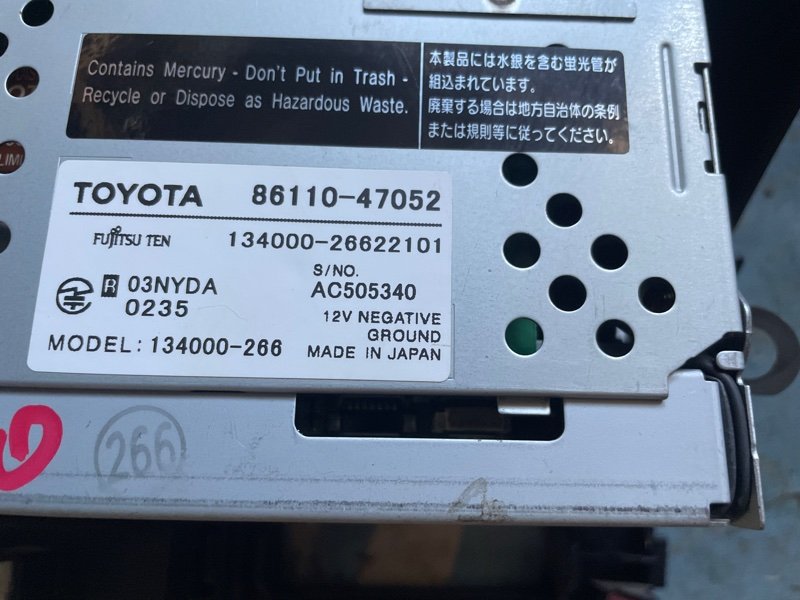 Contains Mercury - Don't Put in Trash -
Recycle or Dispose as Hazardous Waste.
本製品には水銀を含む蛍光管が
組込まれています。
廃棄する場合は地方自治体の条例
または規則等に従ってください。
TOYOTA 86110-47052
FUJITSU TEN 134000-26622101
S/NO.
R 03NYDA AC505340
0235
12V NEGATIVE
GROUND
MODEL: 134000-266 MADE IN JAPAN
266